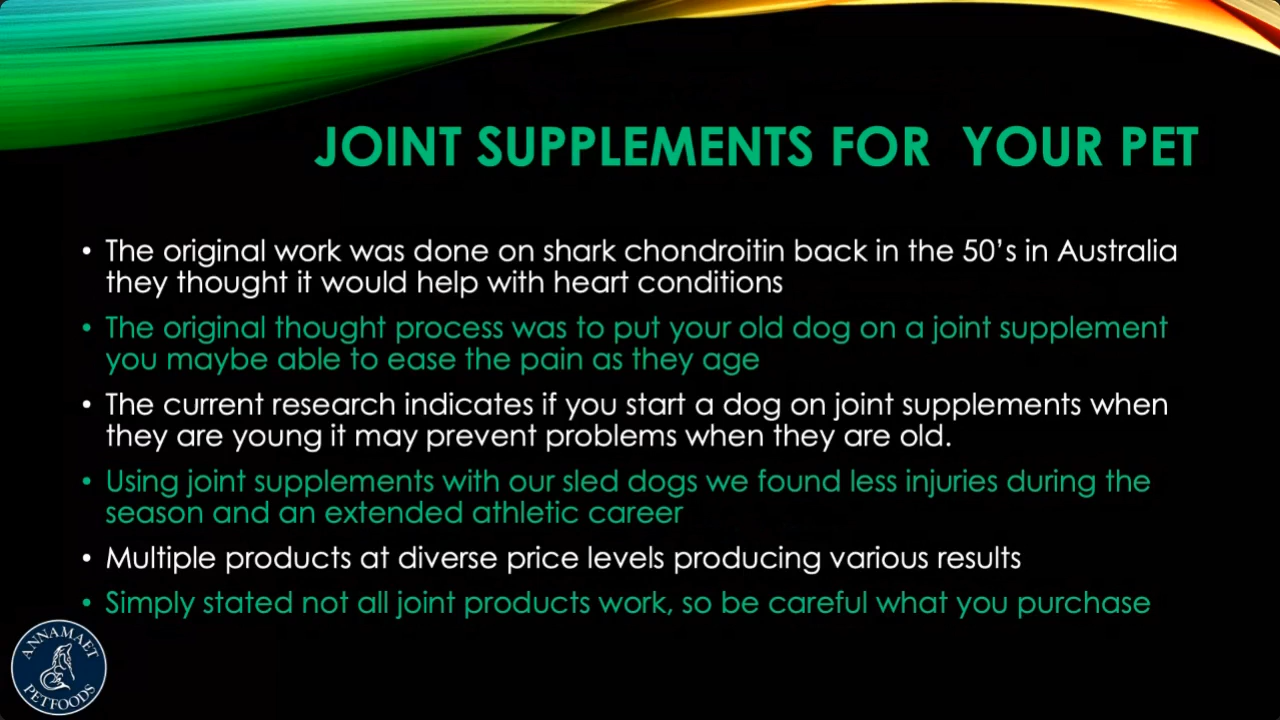 JOINT SUPPLEMENTS FOR YOUR PET
• The original work was done on shark chondroitin back in the 50’s in Australia
they thought it would help with heart conditions
• The original thought process was to put your old dog on a joint supplement
you maybe able to ease the pain as they age
• The current research indicates if you start a dog on joint supplements when
they are young it may prevent problems when they are old.
• Using joint supplements with our sled dogs we found less injuries during the
season and an extended athletic career
• Multiple products at diverse price levels producing various results
• Simply stated not all joint products work, so be careful what you purchase
ANNAMAET
PETFOODS